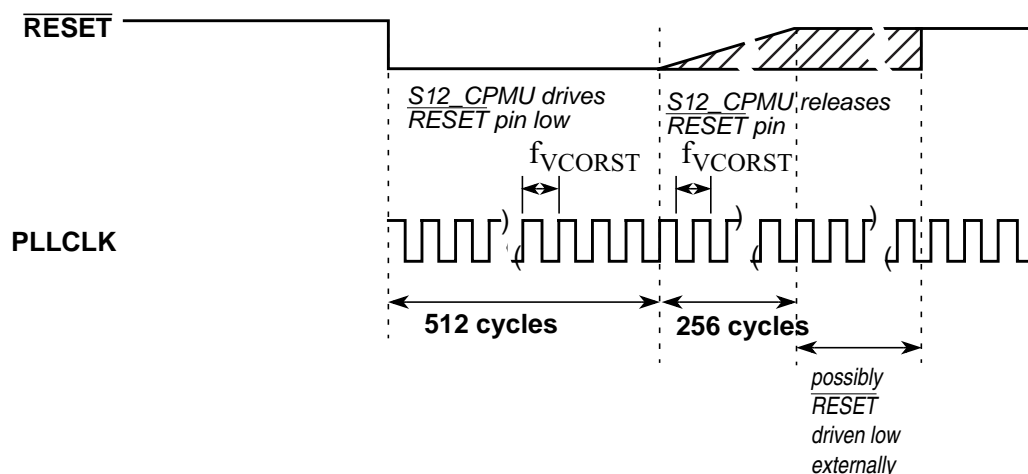 RESET
S12_CPMU drives
RESET pin low
S12_CPMU releases
RESET pin
fVCORST
fVCORST
PLLCLK
512 cycles
256 cycles
possibly
RESET
driven low
externally